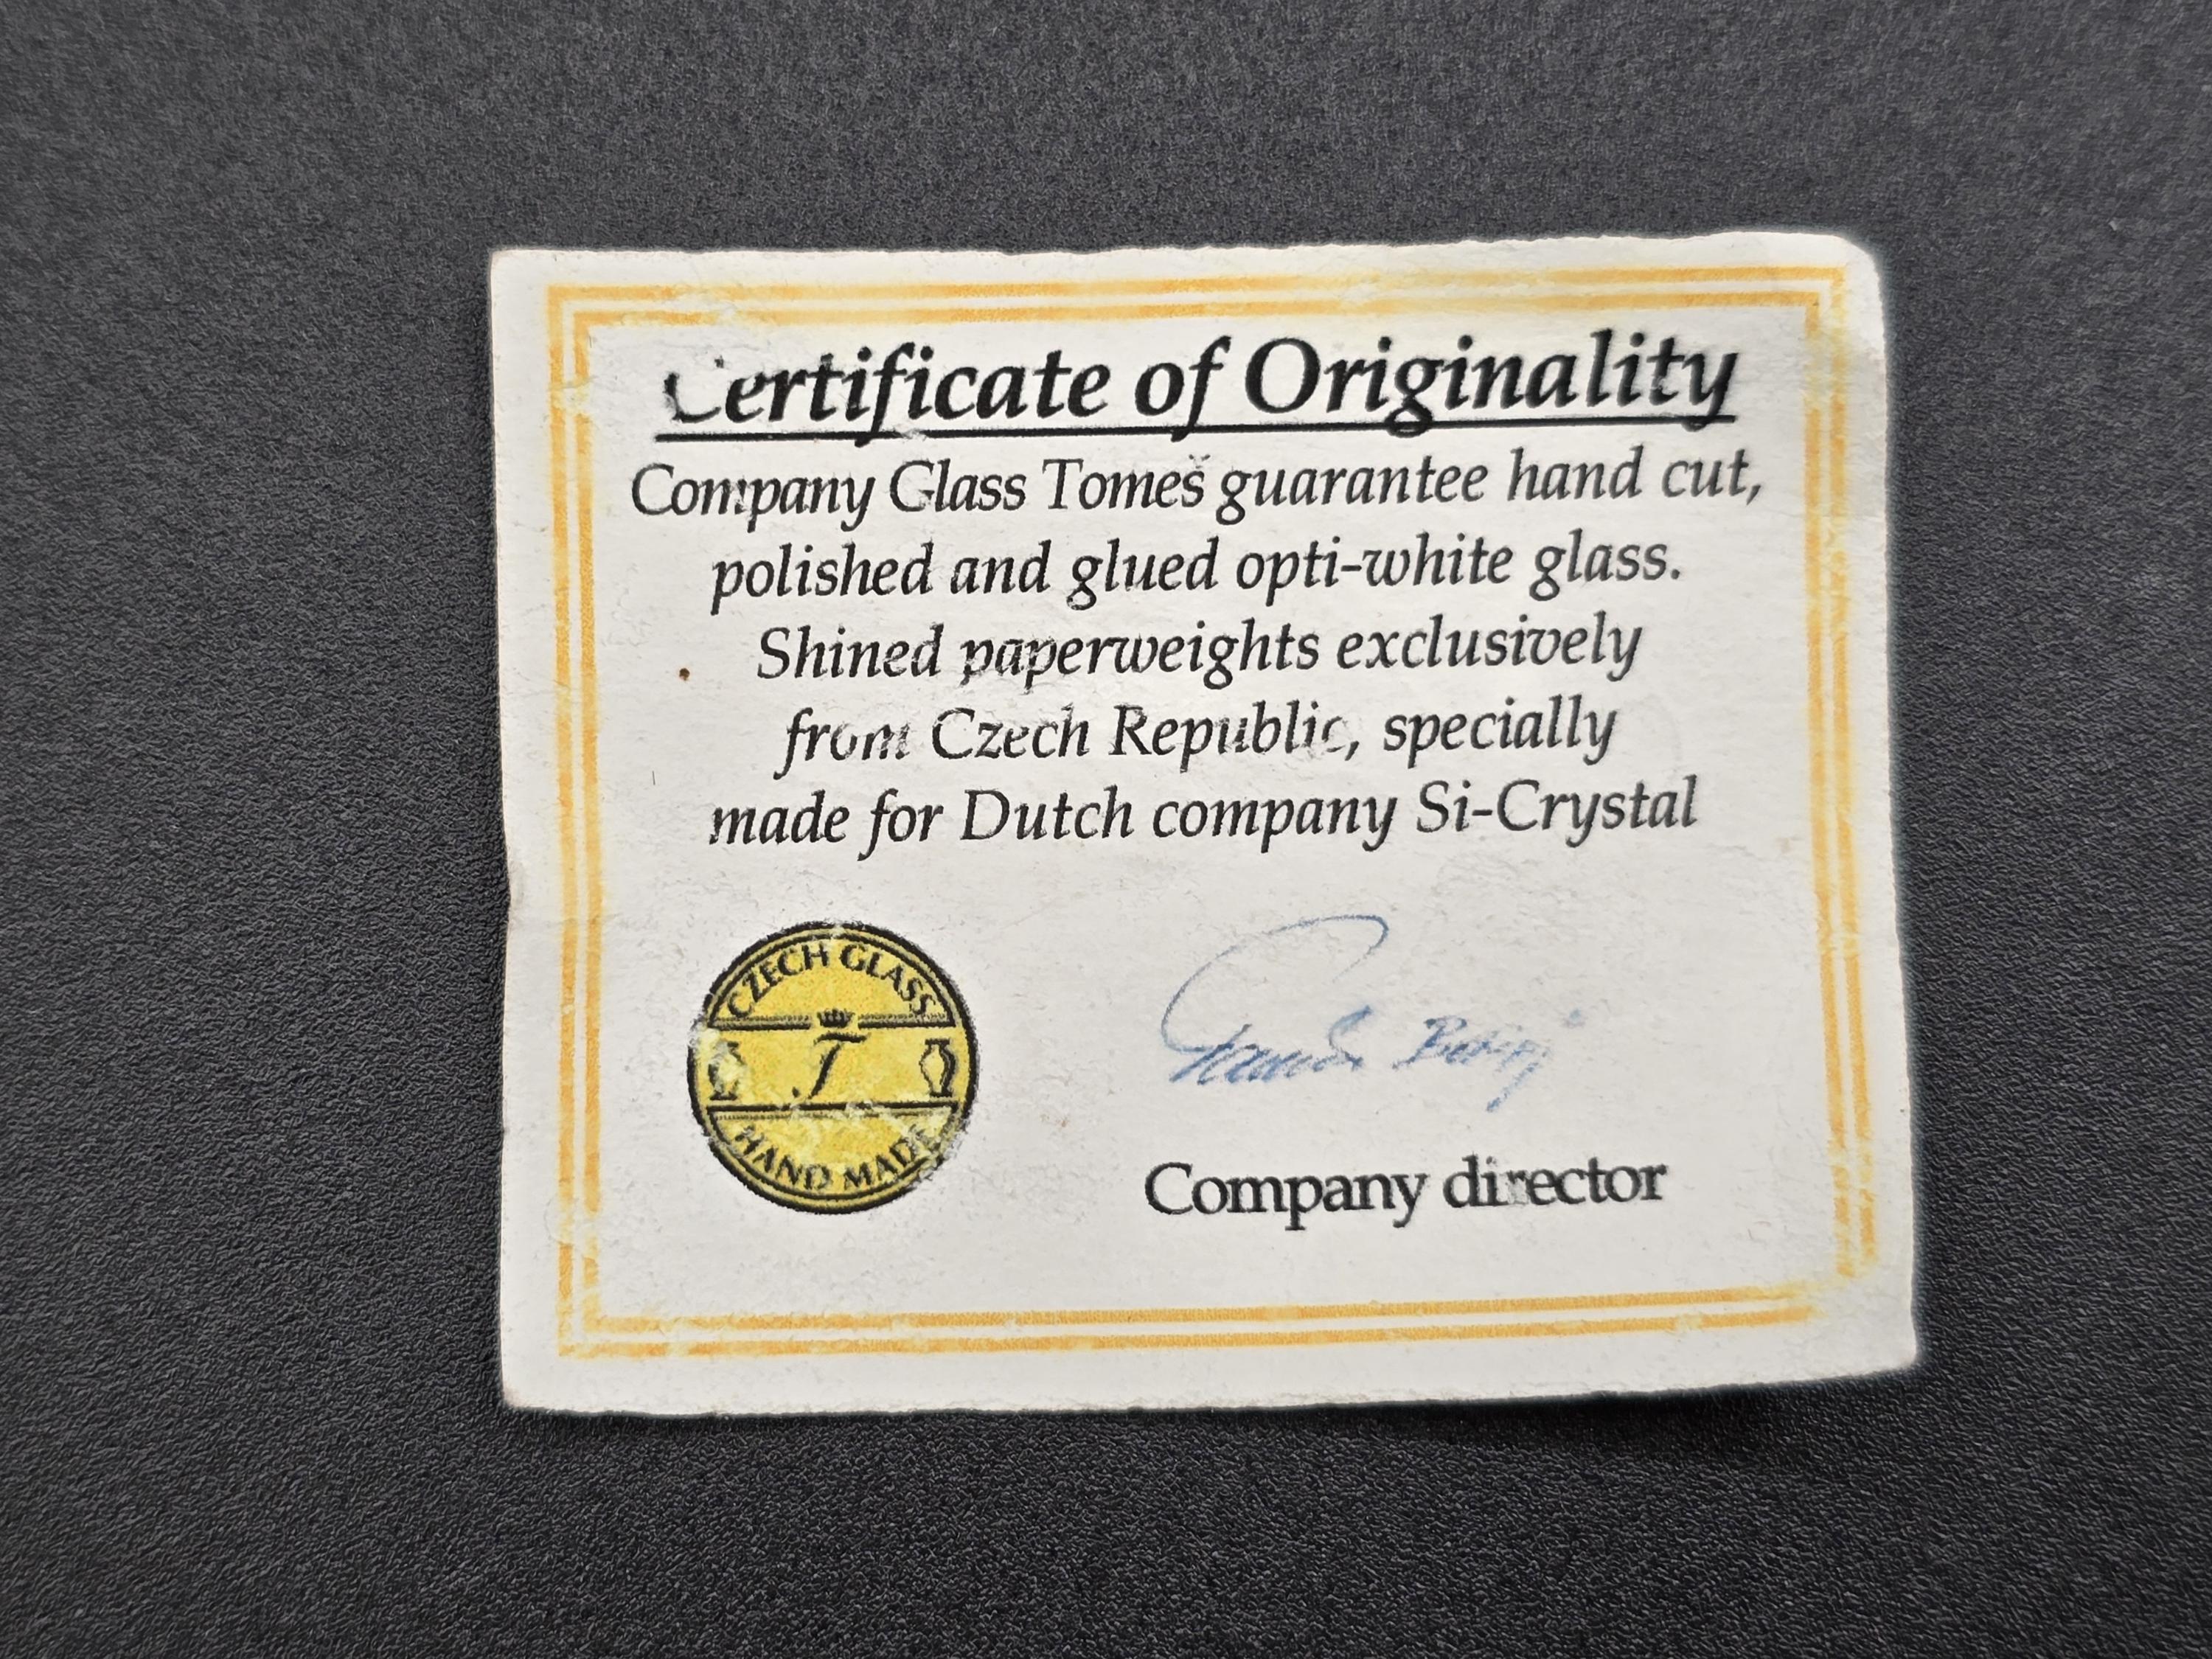 Certificate of Originality
Company Glass Tomeš guarantee hand cut,
polished and glued opti-white glass.
Shined paperweights exclusively
from Czech Republic, specially
made for Dutch company Si-Crystal
CZECH GLASS
T
HAND MADE
Company director